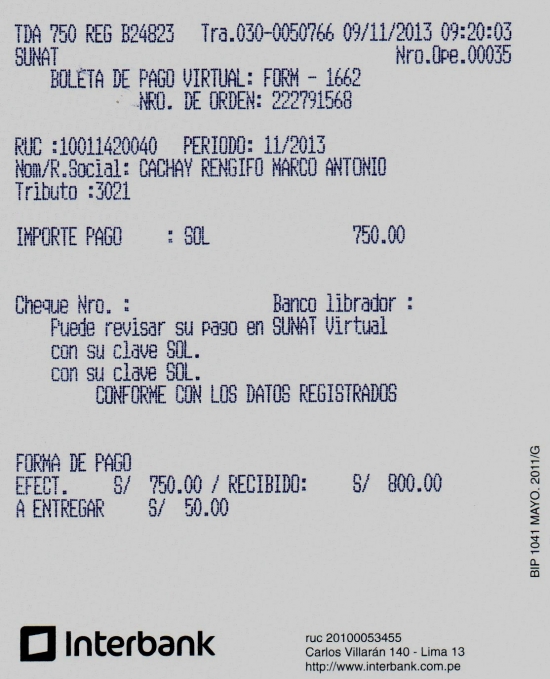 TDA 750 REG B24823 Tra.030-0050766 09/11/2013 09:20:03
SUNAT Nro.Ope.00035
BOLETA DE PAGO VIRTUAL: FORM - 1662
NRO. DE ORDEN: 222791568
RUC :10011420040 PERIODO: 11/2013
Nom/R.Social: CACHAY RENGIFO MARCO ANTONIO
Tributo :3021
IMPORTE PAGO : SOL 750.00
Cheque Nro. : Banco librador :
Puede revisar su pago en SUNAT Virtual
con su clave SOL.
con su clave SOL.
CONFORME CON LOS DATOS REGISTRADOS
FORMA DE PAGO
EFECT. S/ 750.00 / RECIBIDO: S/ 800.00
A ENTREGAR S/ 50.00
BIP 1041 MAYO. 2011/G
Interbank
ruc 20100053455
Carlos Villarán 140 - Lima 13
http://www.interbank.com.pe